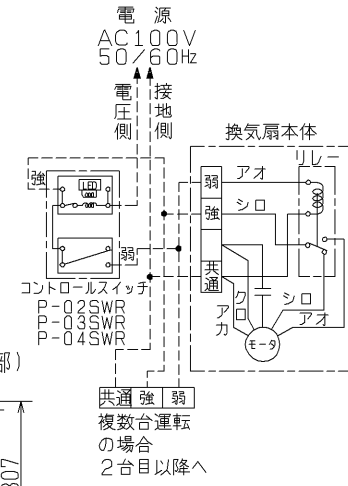 電源
AC100V
50/60Hz
電圧側
接地側
換気扇本体
リレー
強
LED
弱
アオ
弱
シロ
強
共通
コントロールスイッチ
P-02SWR
P-03SWR
P-04SWR
アカ
クロ
シロ
アオ
モータ
部)
共通 強 弱
複数台運転
の場合
2台目以降へ
307